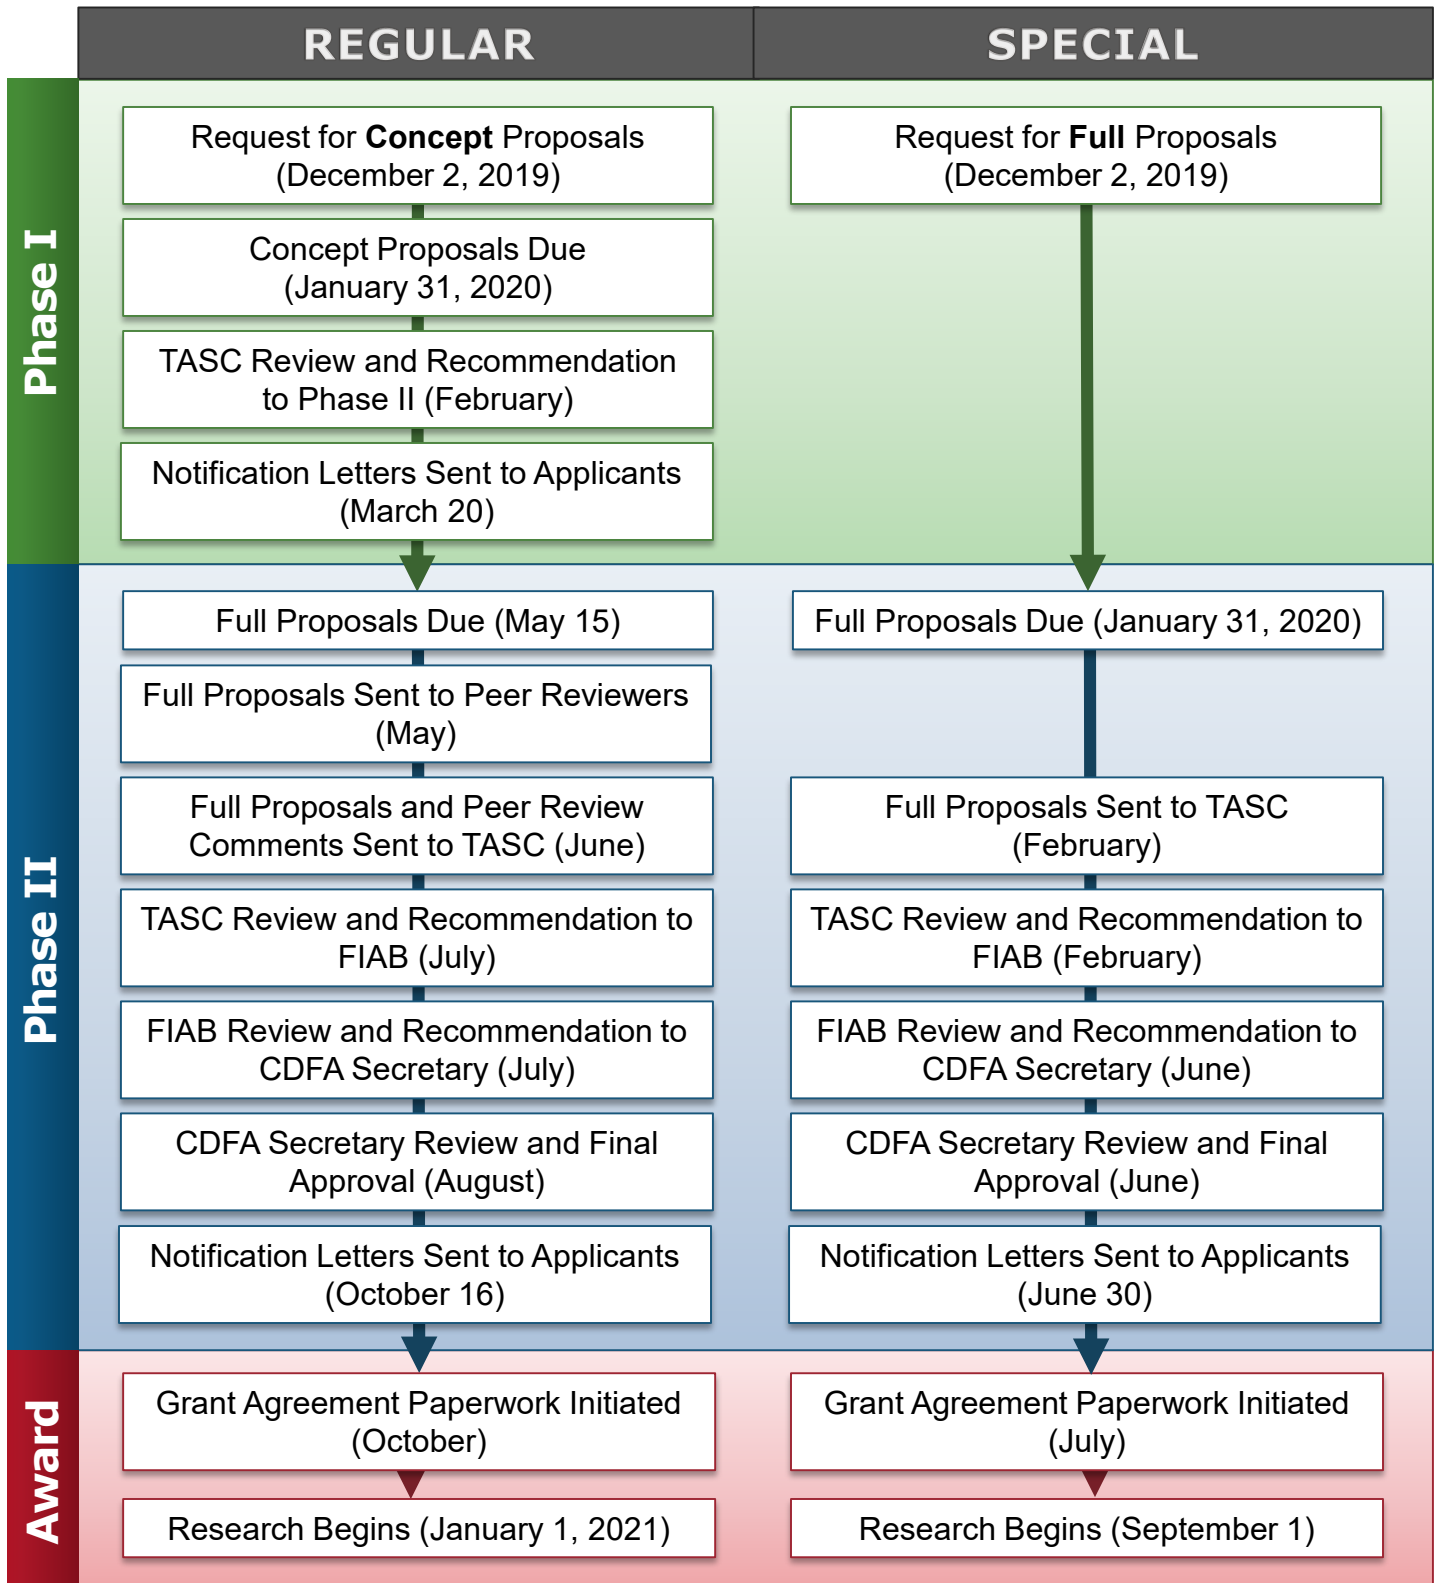 REGULAR
SPECIAL
Phase I
Request for Concept Proposals
(December 2, 2019)
Concept Proposals Due
(January 31, 2020)
TASC Review and Recommendation
to Phase II (February)
Notification Letters Sent to Applicants
(March 20)
Request for Full Proposals
(December 2, 2019)
Phase II
Full Proposals Due (May 15)
Full Proposals Sent to Peer Reviewers
(May)
Full Proposals and Peer Review
Comments Sent to TASC (June)
TASC Review and Recommendation to
FIAB (July)
FIAB Review and Recommendation to
CDFA Secretary (July)
CDFA Secretary Review and Final
Approval (August)
Notification Letters Sent to Applicants
(October 16)
Full Proposals Due (January 31, 2020)
Full Proposals Sent to TASC
(February)
TASC Review and Recommendation to
FIAB (February)
FIAB Review and Recommendation to
CDFA Secretary (June)
CDFA Secretary Review and Final
Approval (June)
Notification Letters Sent to Applicants
(June 30)
Award
Grant Agreement Paperwork Initiated
(October)
Research Begins (January 1, 2021)
Grant Agreement Paperwork Initiated
(July)
Research Begins (September 1)